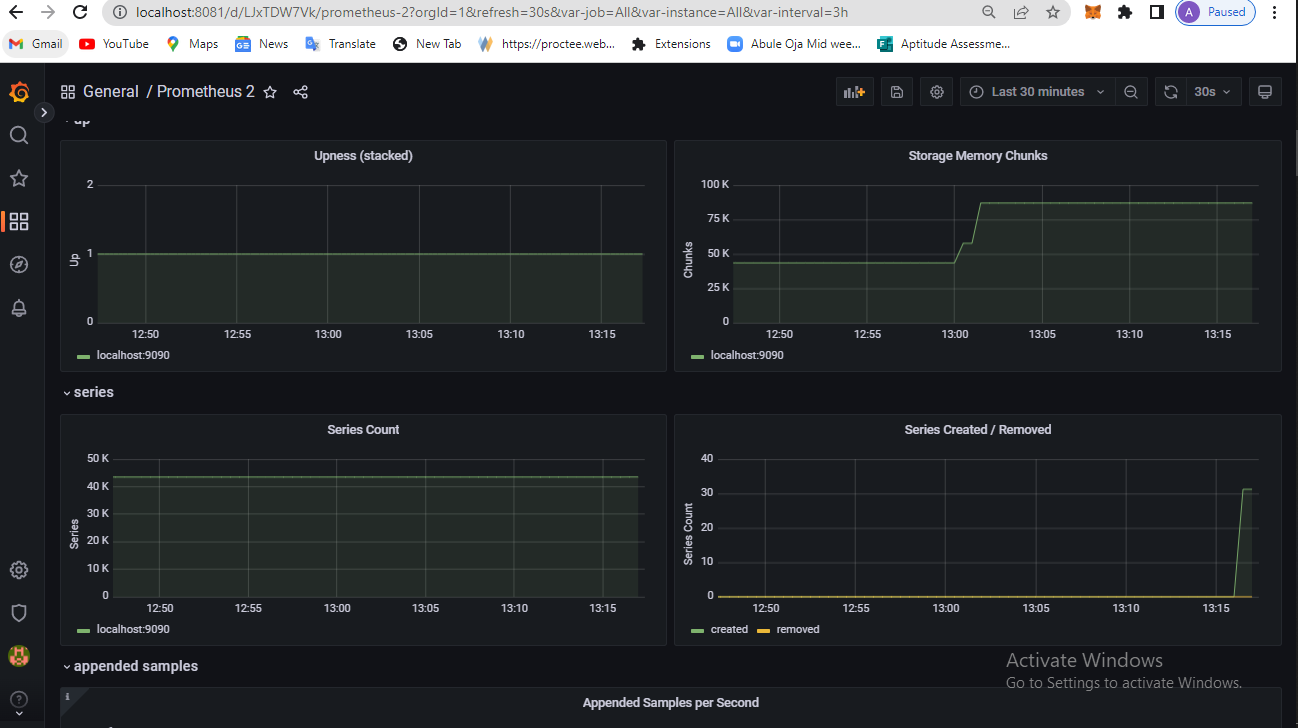 localhost:8081/d/LJxTDW7Vk/prometheus-2?orgId=1&refresh=30s&var-job=All&var-instance=All&var-interval=3h
A Paused
Gmail YouTube Maps News Translate New Tab https://proctee.web... Extensions Abule Oja Mid wee... Aptitude Assessme...
General / Prometheus 2
Last 30 minutes
30s
up
Upness (stacked)
2
1
0
Up
12:50 12:55 13:00 13:05 13:10 13:15
localhost:9090
Storage Memory Chunks
100 K
75 K
50 K
25 K
0
Chunks
12:50 12:55 13:00 13:05 13:10 13:15
localhost:9090
series
Series Count
50 K
40 K
30 K
20 K
10 K
0
Series
12:50 12:55 13:00 13:05 13:10 13:15
localhost:9090
Series Created / Removed
40
30
20
10
0
Series Count
12:50 12:55 13:00 13:05 13:10 13:15
created removed
appended samples
i
Appended Samples per Second
Activate Windows
Go to Settings to activate Windows.